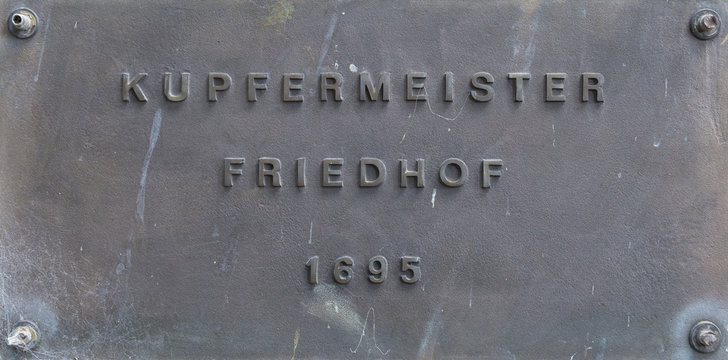 KUPFERMEISTER
FRIEDHOF
1695